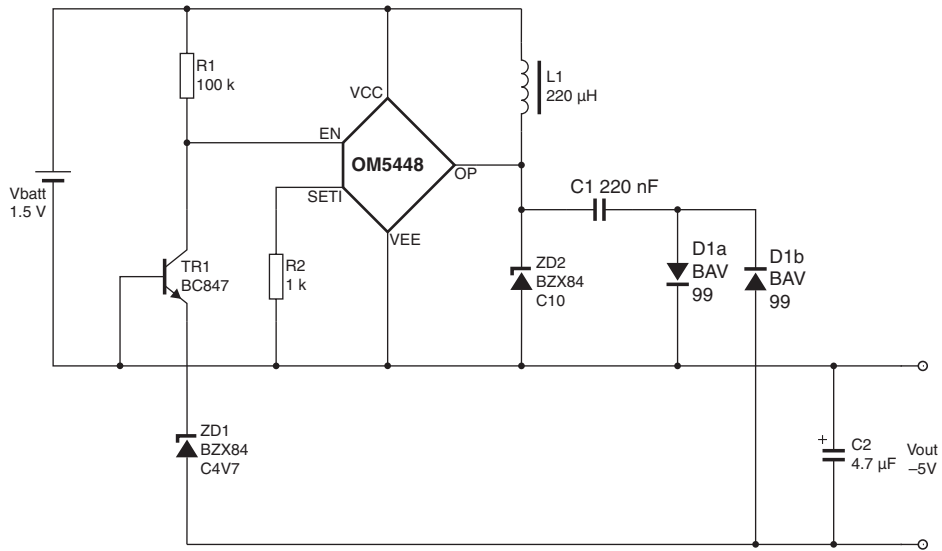 R1
100 k
L1
220 µH
VCC
EN
OM5448
OP
SETI
VEE
Vbatt
1.5 V
C1 220 nF
TR1
BC847
R2
1 k
ZD2
BZX84
C10
D1a
BAV
99
D1b
BAV
99
ZD1
BZX84
C4V7
+
C2
4.7 µF
Vout
–5V